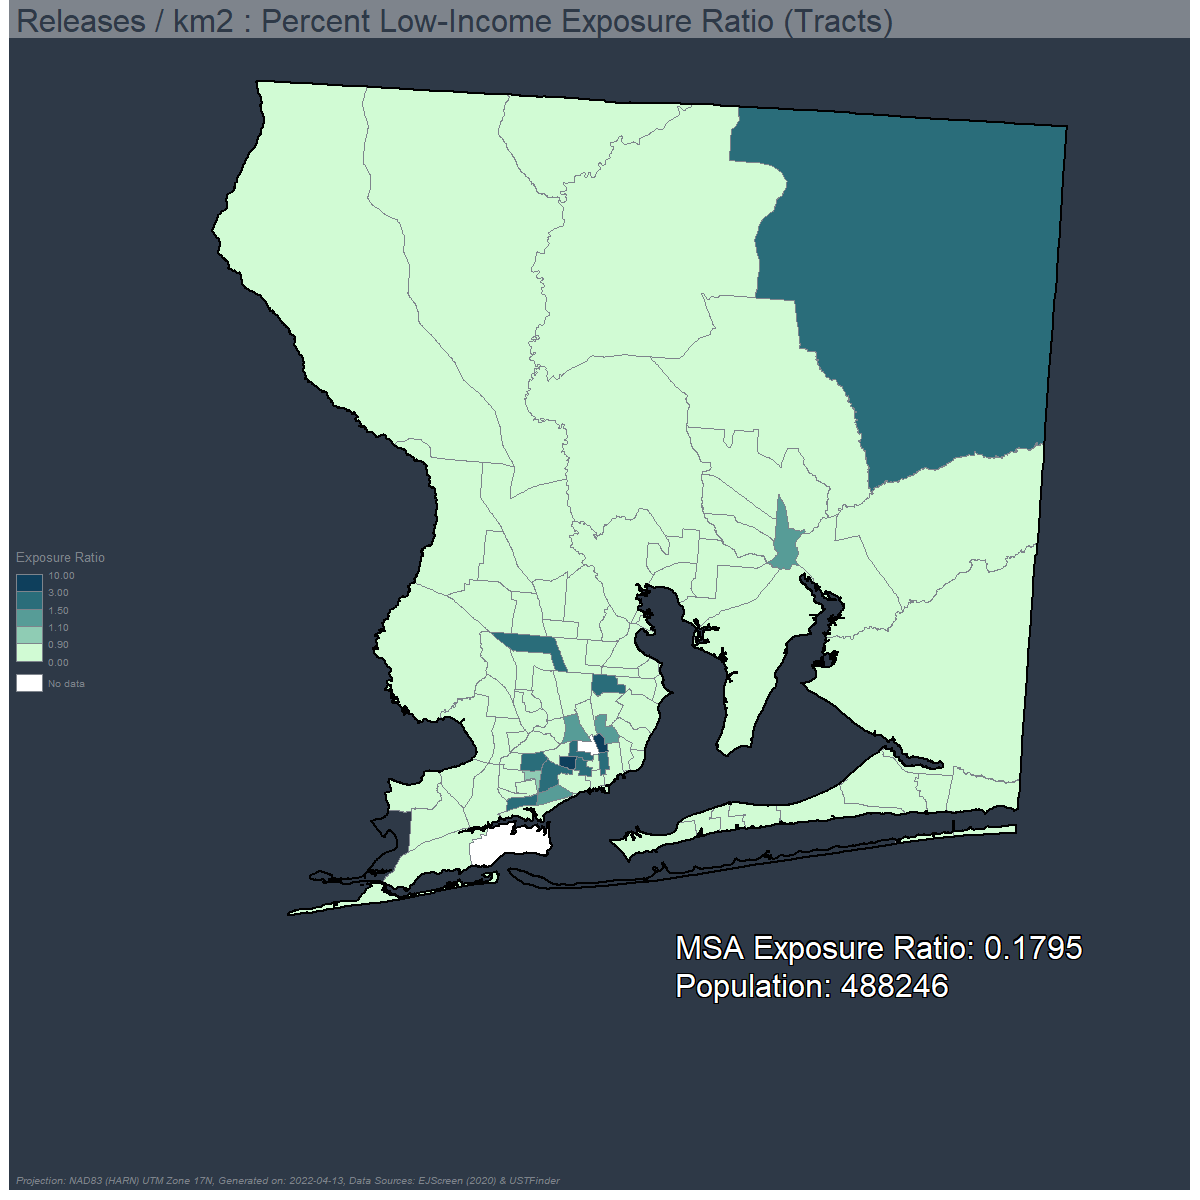 Releases / km2 : Percent Low-Income Exposure Ratio (Tracts)
Exposure Ratio
10.00
3.00
1.50
1.10
0.90
0.00
No data
MSA Exposure Ratio: 0.1795
Population: 488246
Projection: NAD83 (HARN) UTM Zone 17N, Generated on: 2022-04-13, Data Sources: EJScreen (2020) & USTFinder